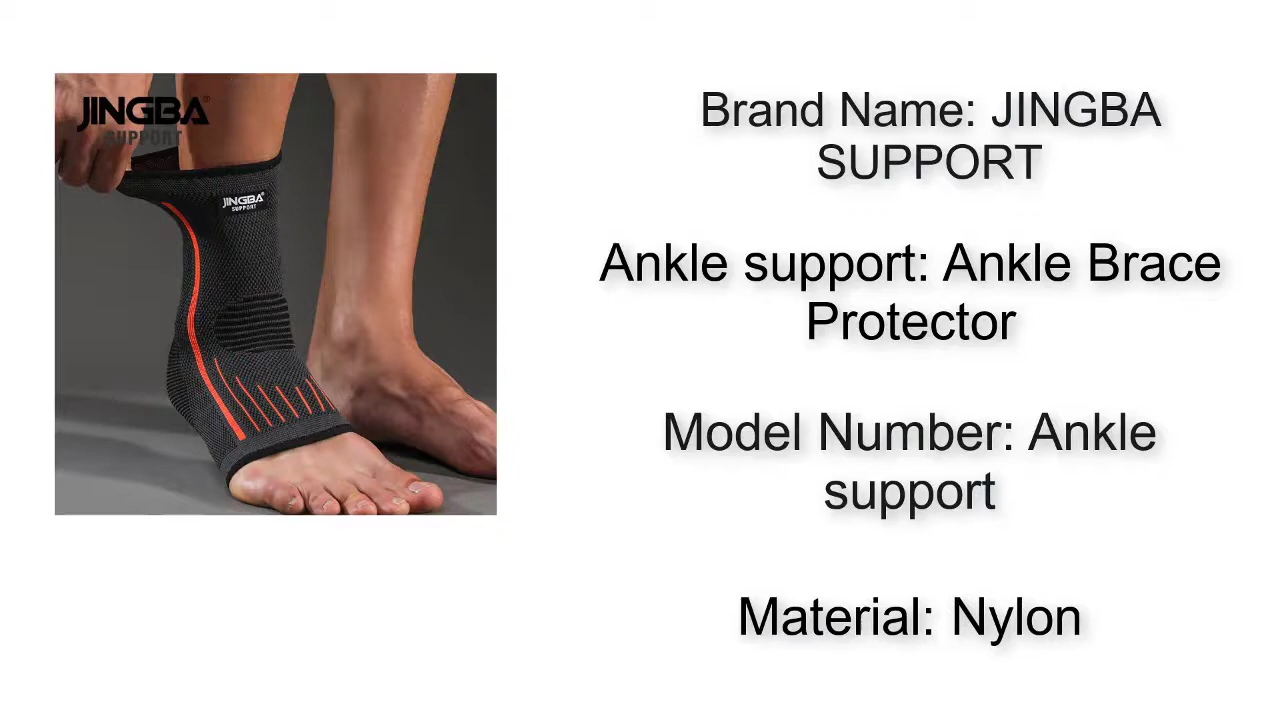 JINGBA®
SUPPORT
JINGBA®
SUPPORT
Brand Name: JINGBA
SUPPORT
Ankle support: Ankle Brace
Protector
Model Number: Ankle
support
Material: Nylon